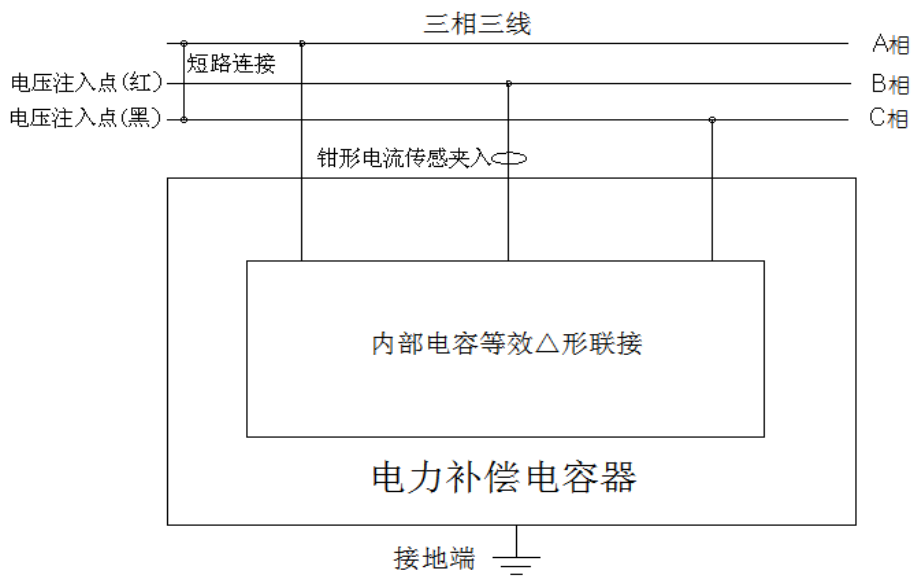 三相三线
A相
短路连接
电压注入点(红)
B相
电压注入点(黑)
C相
钳形电流传感夹入
内部电容等效△形联接
电力补偿电容器
接地端